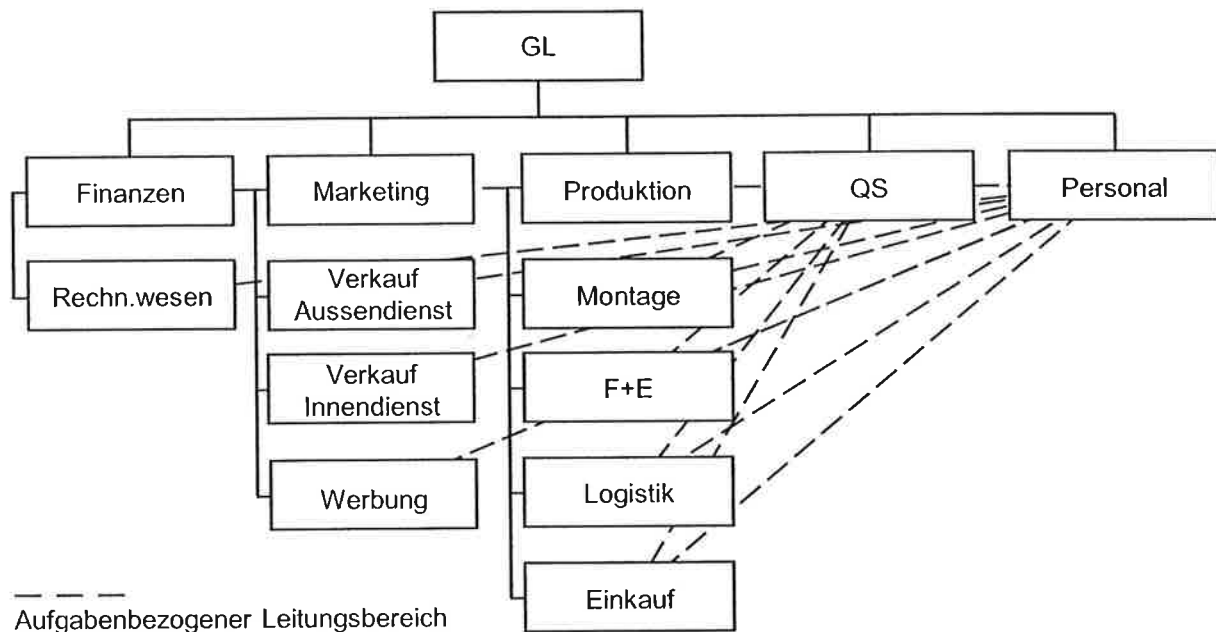 GL
Finanzen
Marketing
Produktion
QS
Personal
Rechn.wesen
Verkauf
Aussendienst
Montage
Verkauf
Innendienst
F+E
Werbung
Logistik
Einkauf
Aufgabenbezogener Leitungsbereich